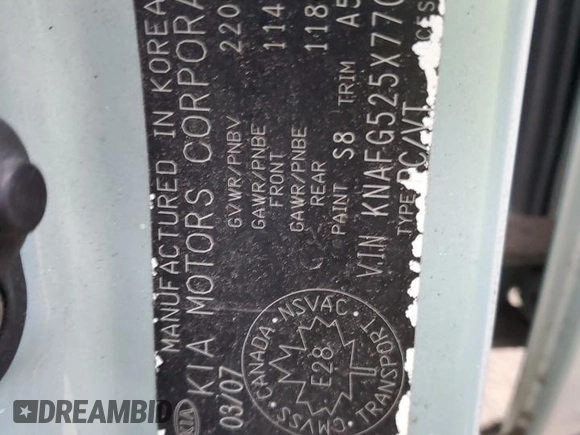 MANUFACTURED IN KOREA
KIA KIA MOTORS CORPORA
03/07
GVWR/PNBV 220
GAWR/PNBE 114
FRONT
GAWR/PNBE 118
REAR
PAINT S8 TRIM A5
VIN KNAFG525X77
TYPE PC/VT
CANADA NSVAC
E28
CMVSS TRANSPORT
DREAMBID